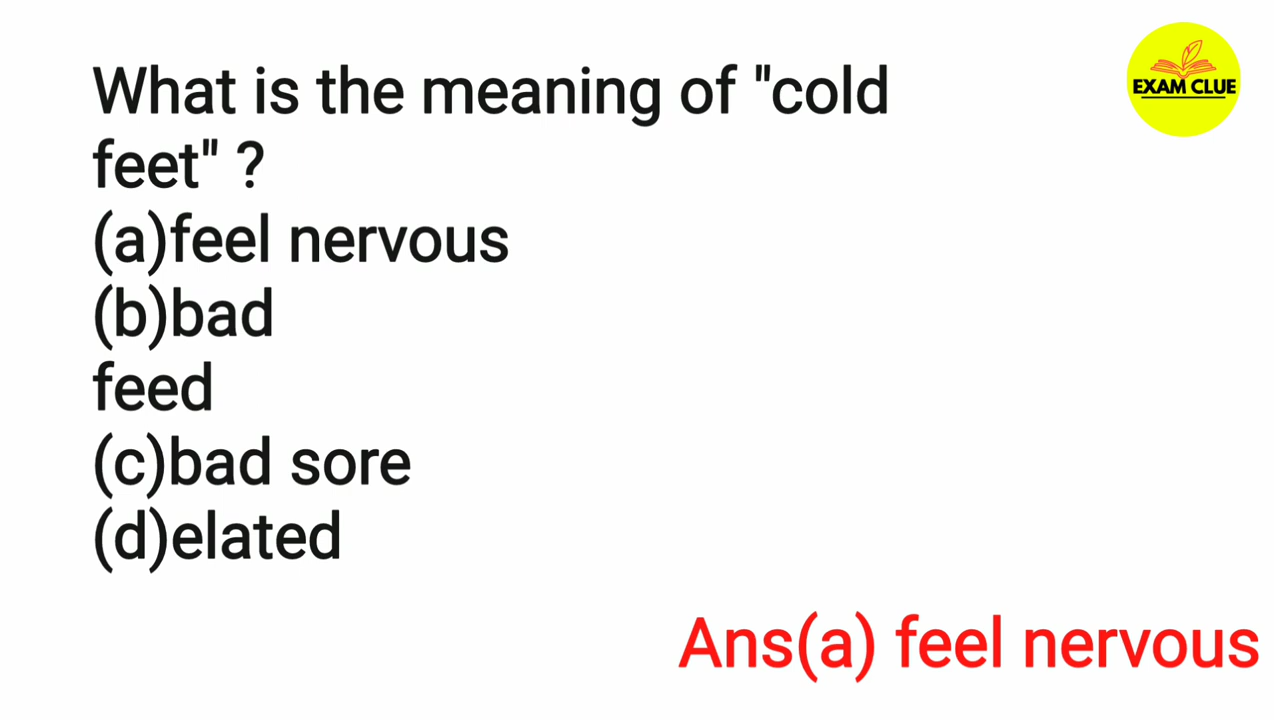 What is the meaning of "cold
feet" ?
(a)feel nervous
(b)bad
feed
(c)bad sore
(d)elated
Ans(a) feel nervous
EXAM CLUE